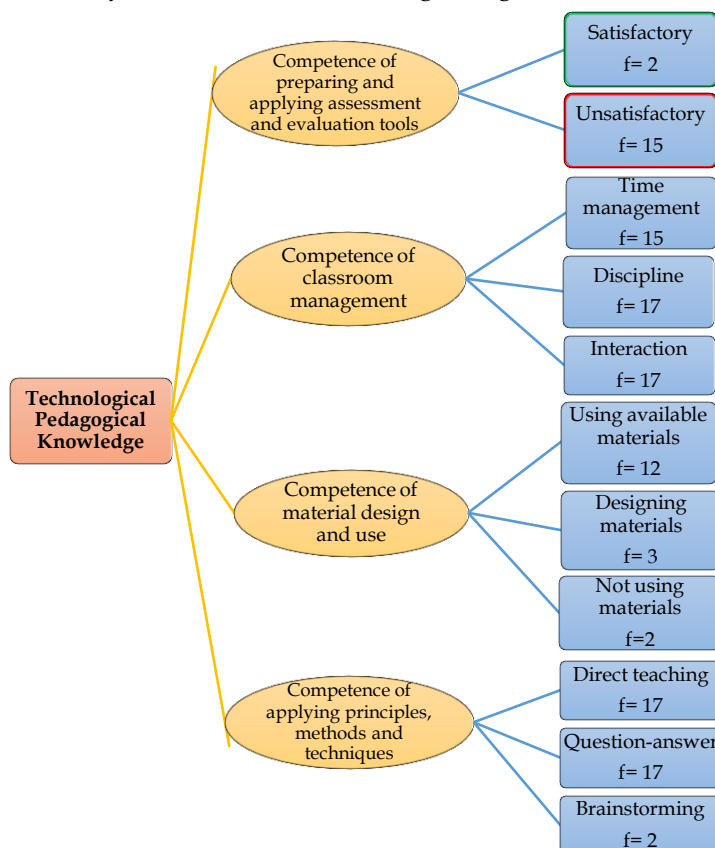 Satisfactory
f= 2
Competence of
preparing and
applying assessment
and evaluation tools
Unsatisfactory
f= 15
Time
management
f= 15
Competence of
classroom
management
Discipline
f= 17
Interaction
f= 17
Technological
Pedagogical
Knowledge
Using available
materials
f= 12
Competence of
material design
and use
Designing
materials
f= 3
Not using
materials
f=2
Direct teaching
f= 17
Competence of
applying principles,
methods and
techniques
Question-answer
f= 17
Brainstorming
f= 2